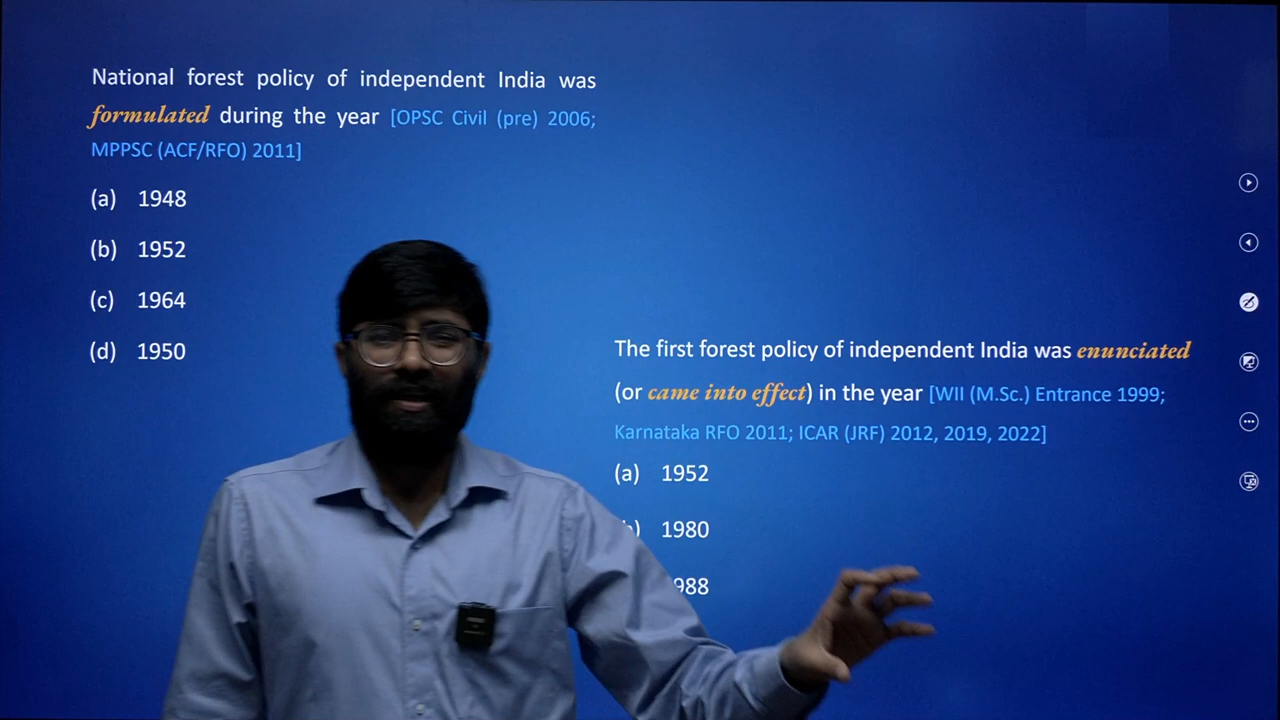 National forest policy of independent India was
formulated during the year [OPSC Civil (pre) 2006;
MPPSC (ACF/RFO) 2011]
(a) 1948
(b) 1952
(c) 1964
(d) 1950
The first forest policy of independent India was enunciated
(or came into effect) in the year [WII (M.Sc.) Entrance 1999;
Karnataka RFO 2011; ICAR (JRF) 2012, 2019, 2022]
(a) 1952
) 1980
988